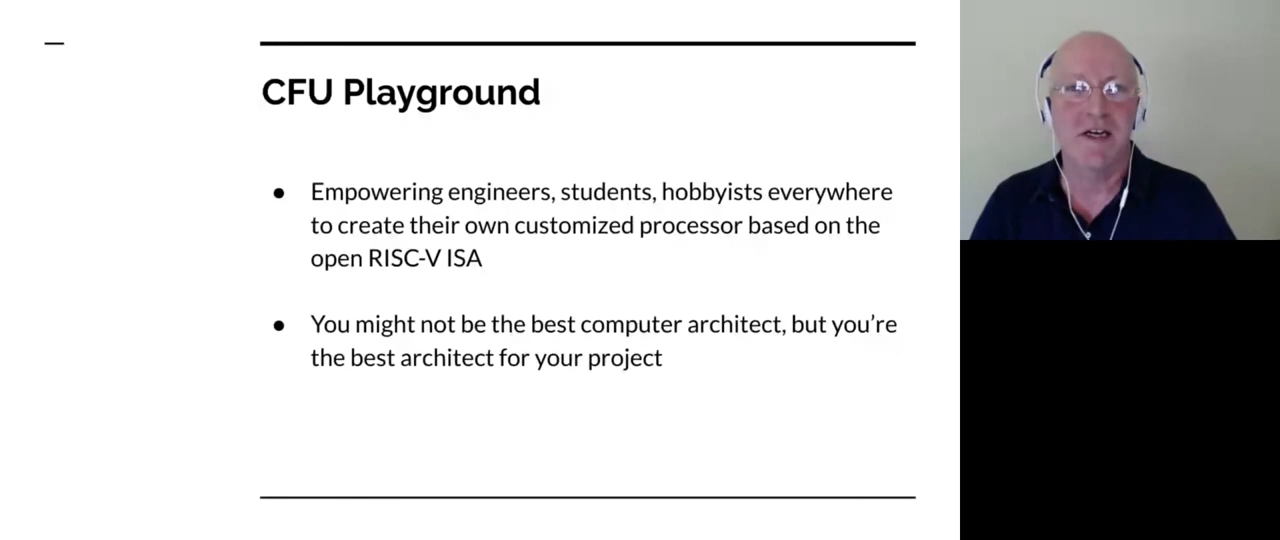 CFU Playground
● Empowering engineers, students, hobbyists everywhere
to create their own customized processor based on the
open RISC-V ISA
● You might not be the best computer architect, but you’re
the best architect for your project